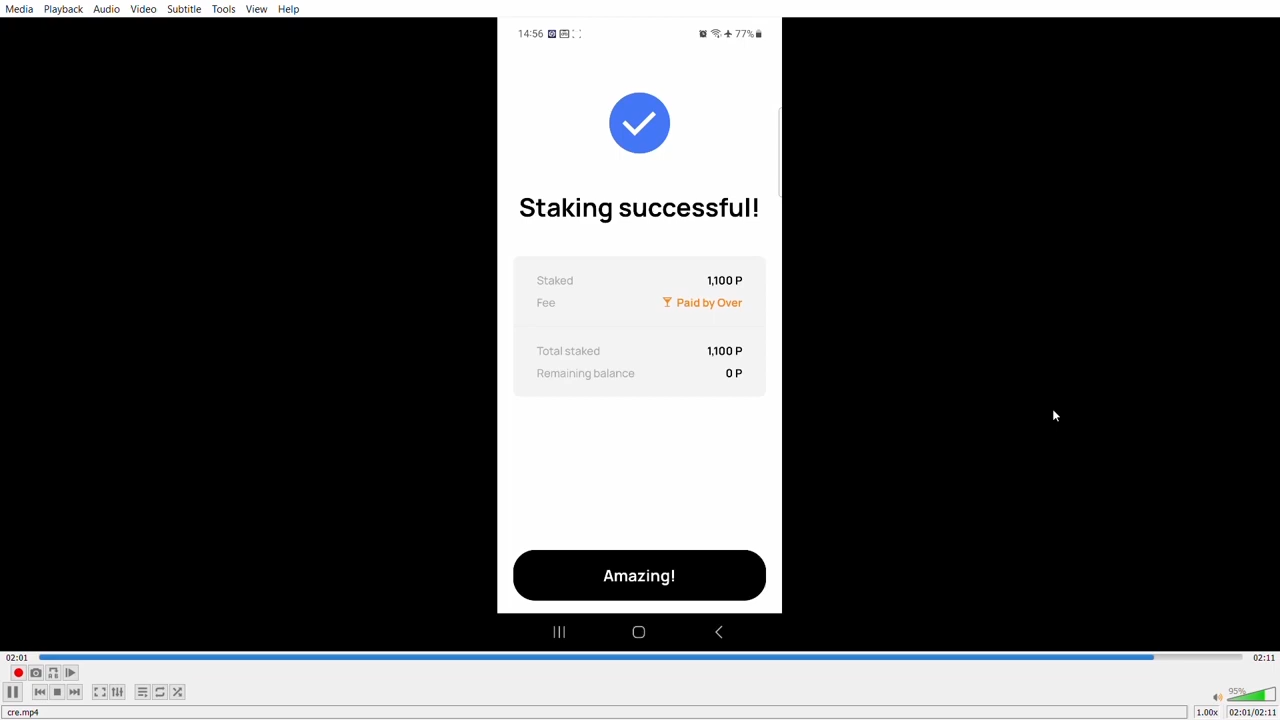 Media Playback Audio Video Subtitle Tools View Help
14:56 77%
Staking successful!
Staked 1,100 P
Fee Paid by Over
Total staked 1,100 P
Remaining balance 0 P
Amazing!
02:01 02:11
95%
cre.mp4 1.00x 02:01/02:11